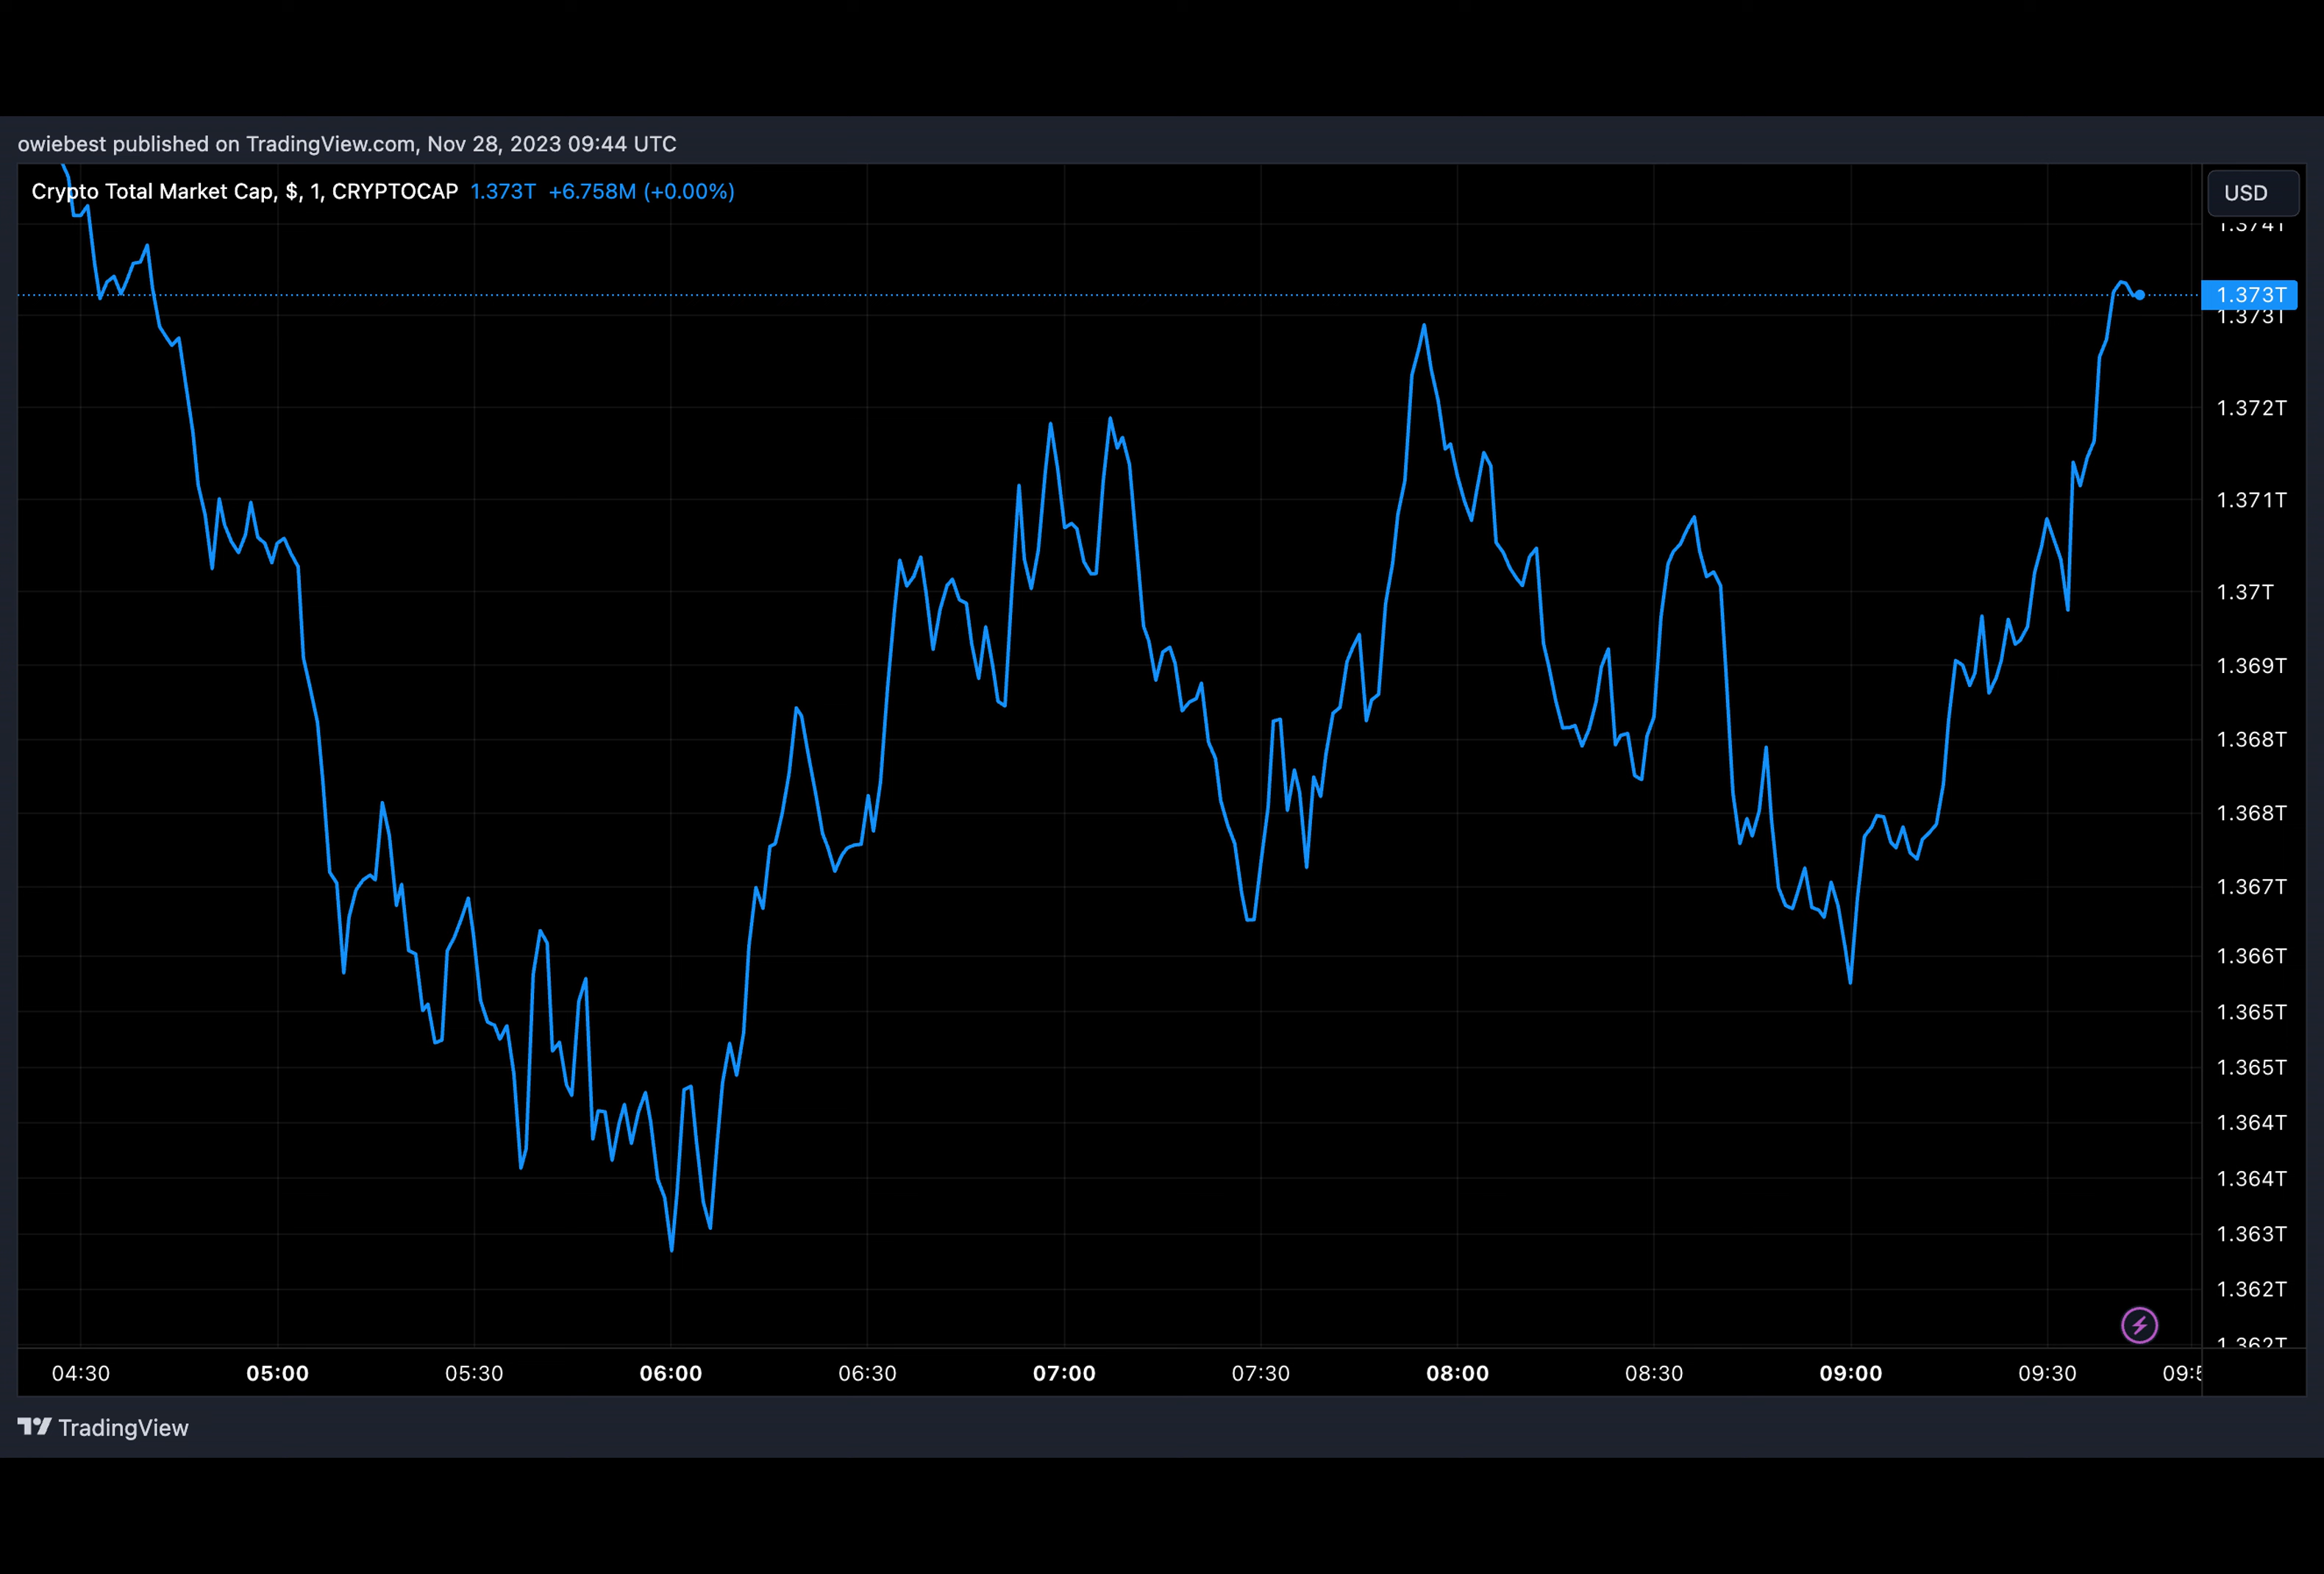 owiebest published on TradingView.com, Nov 28, 2023 09:44 UTC
Crypto Total Market Cap, $, 1, CRYPTOCAP 1.373T +6.758M (+0.00%)
USD
1.374T
1.373T
1.373T
1.372T
1.371T
1.37T
1.369T
1.368T
1.368T
1.367T
1.366T
1.365T
1.365T
1.364T
1.364T
1.363T
1.362T
1.362T
04:30 05:00 05:30 06:00 06:30 07:00 07:30 08:00 08:30 09:00 09:30
TradingView